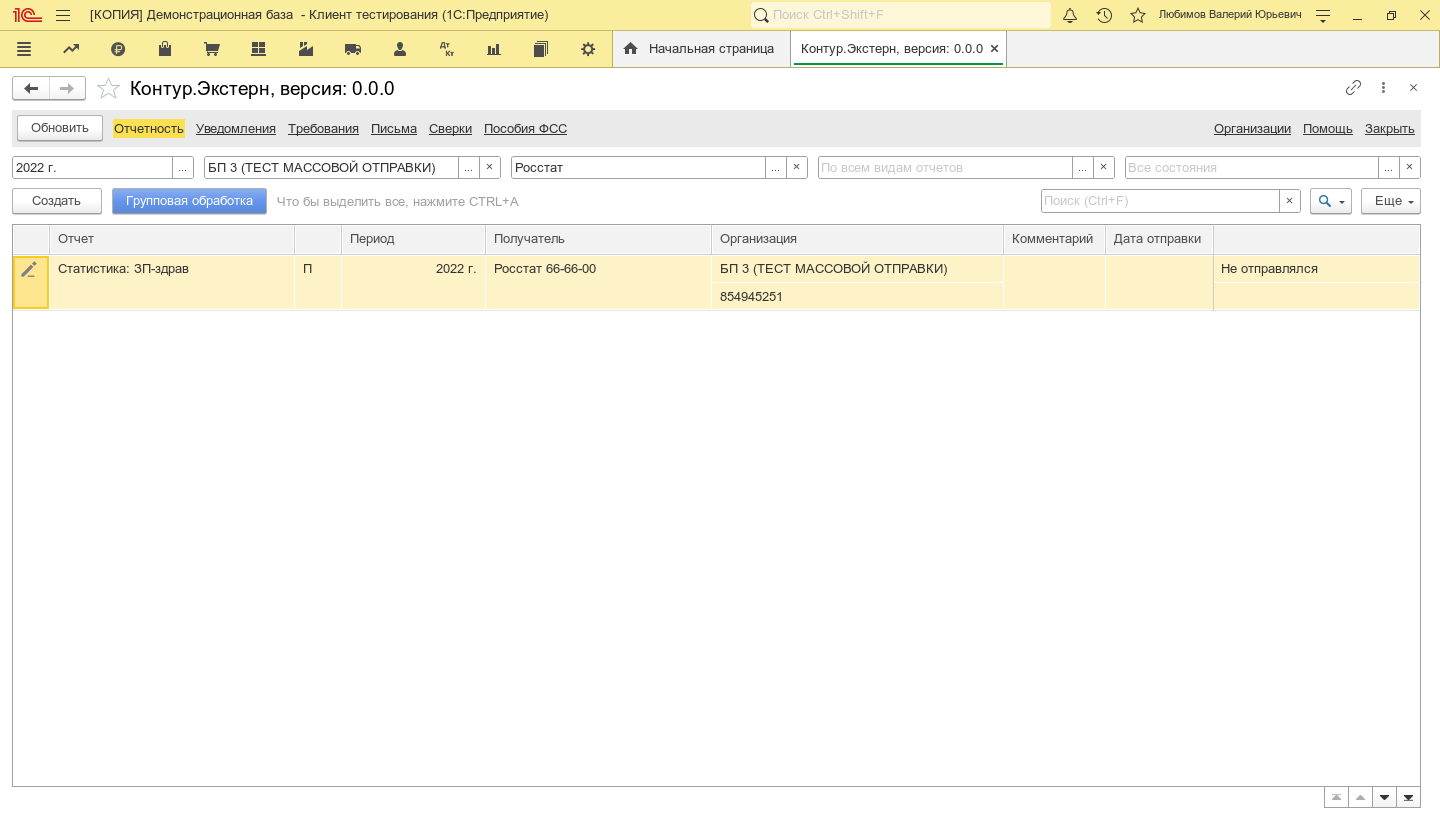 [КОПИЯ] Демонстрационная база - Клиент тестирования (1С:Предприятие)
Поиск Ctrl+Shift+F
Любимов Валерий Юрьевич
Дт Кт
Начальная страница
Контур.Экстерн, версия: 0.0.0
Контур.Экстерн, версия: 0.0.0
Обновить Отчетность Уведомления Требования Письма Сверки Пособия ФСС Организации Помощь Закрыть
2022 г. ... БП 3 (ТЕСТ МАССОВОЙ ОТПРАВКИ) ... × Росстат ... × По всем видам отчетов ... × Все состояния ... ×
Создать Групповая обработка Что бы выделить все, нажмите CTRL+A Поиск (Ctrl+F) × Еще
Отчет Период Получатель Организация Комментарий Дата отправки
Статистика: ЗП-здрав П 2022 г. Росстат 66-66-00 БП 3 (ТЕСТ МАССОВОЙ ОТПРАВКИ) Не отправлялся
854945251